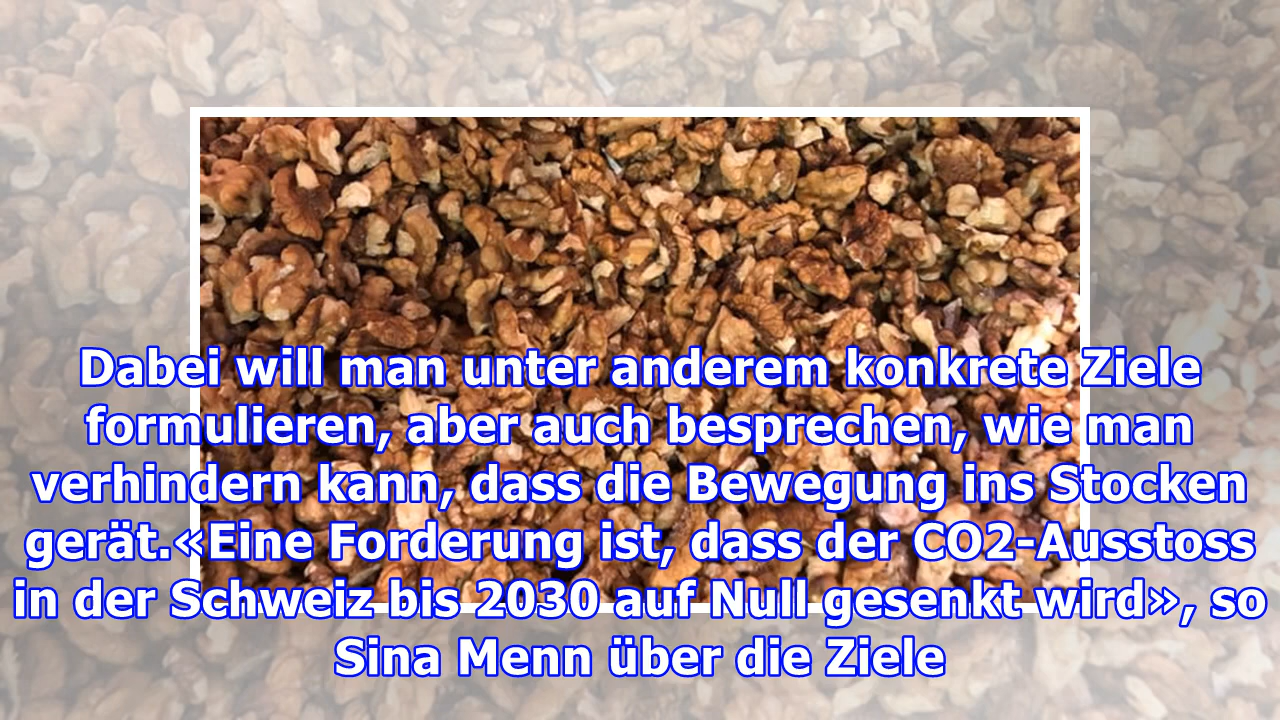 Dabei will man unter anderem konkrete Ziele
formulieren, aber auch besprechen, wie man
verhindern kann, dass die Bewegung ins Stocken
gerät.«Eine Forderung ist, dass der CO2-Ausstoss
in der Schweiz bis 2030 auf Null gesenkt wird», so
Sina Menn über die Ziele